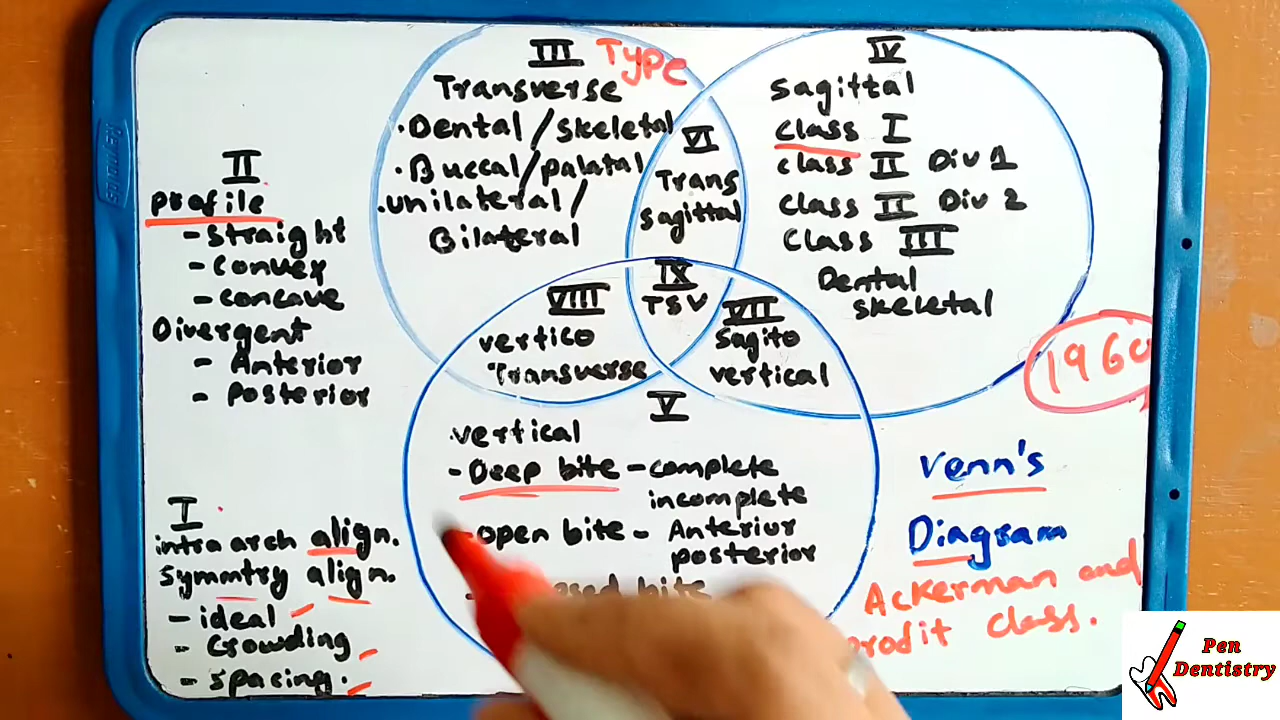 III Type
Transverse
.Dental / skeletal
.Buccal / palatal
.unilateral /
Bilateral
IV
Sagittal
class I
class II Div 1
class II Div 2
class III
Dental
skeletal
VI
Trans
sagittal
II
profile
- straight
- convex
- concave
Divergent
- Anterior
- Posterior
IX
TSV
VIII
vertico
Transverse
VII
Sagito
vertical
1960
V
.vertical
- Deep bite - complete
incomplete
- open bite - Anterior
posterior
bite
I
intra arch align.
symmtry align.
- ideal
- crowding
- spacing.
Venn's
Diagram
Ackerman and
class.
Pen
Dentistry